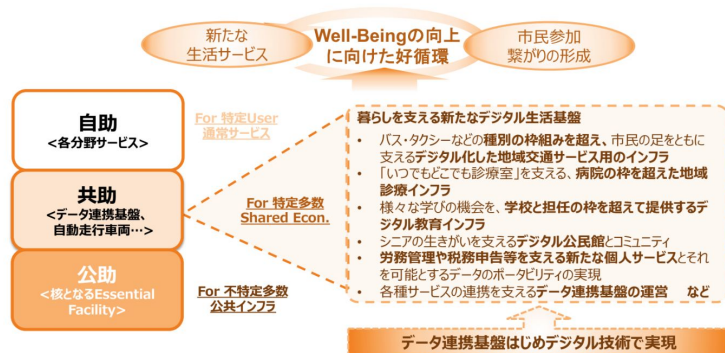 新たな
生活サービス
Well-Beingの向上
に向けた好循環
市民参加
繋がりの形成
自助
<各分野サービス>
For 特定User
通常サービス
共助
<データ連携基盤、
自動走行車両…>
For 特定多数
Shared Econ.
公助
<核となるEssential
Facility>
For 不特定多数
公共インフラ
暮らしを支える新たなデジタル生活基盤
• バス・タクシーなどの種別の枠組みを超え、市民の足をともに
支えるデジタル化した地域交通サービス用のインフラ
• 「いつでもどこでも診療室」を支える、病院の枠を超えた地域
診療インフラ
• 様々な学びの機会を、学校と担任の枠を超えて提供するデ
ジタル教育インフラ
• シニアの生きがいを支えるデジタル公民館とコミュニティ
• 労務管理や税務申告等を支える新たな個人サービスとそれ
を可能とするデータのポータビリティの実現
• 各種サービスの連携を支えるデータ連携基盤の運営 など
データ連携基盤はじめデジタル技術で実現